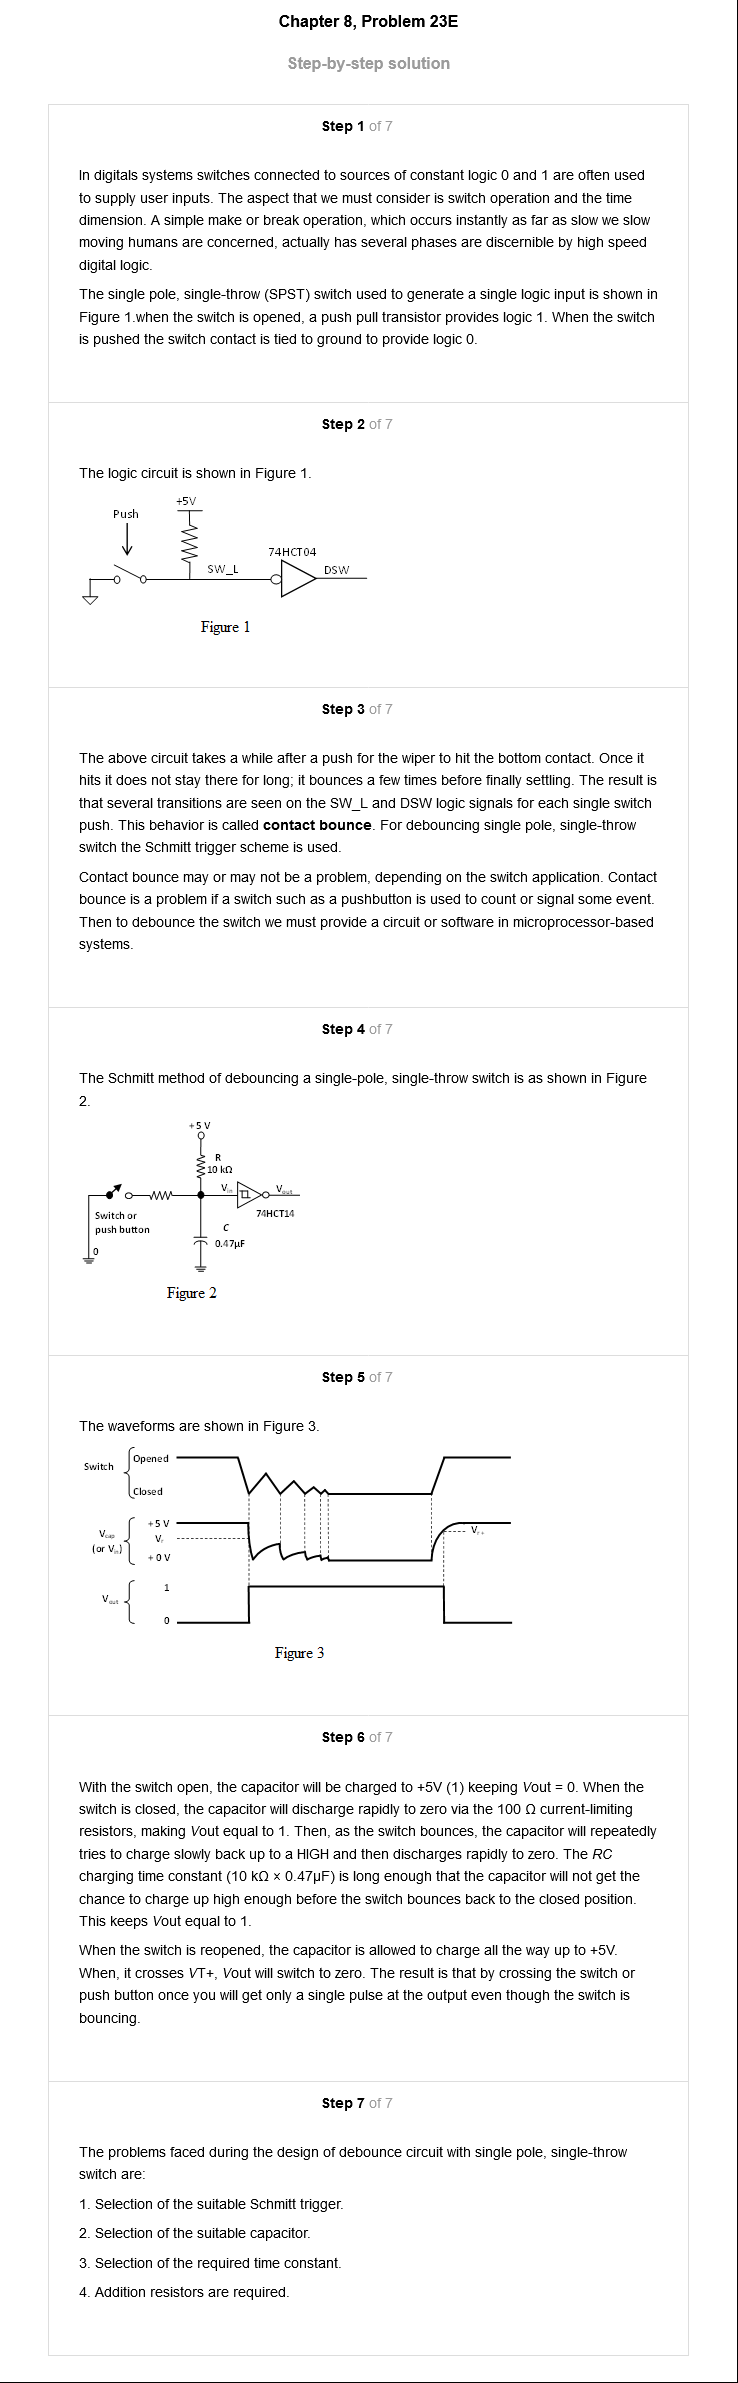 Chapter 8, Problem 23E
Step-by-step solution
Step 1 of 7
In digitals systems switches connected to sources of constant logic 0 and 1 are often used
to supply user inputs. The aspect that we must consider is switch operation and the time
dimension. A simple make or break operation, which occurs instantly as far as slow we slow
moving humans are concerned, actually has several phases are discernible by high speed
digital logic.
The single pole, single-throw (SPST) switch used to generate a single logic input is shown in
Figure 1.when the switch is opened, a push pull transistor provides logic 1. When the switch
is pushed the switch contact is tied to ground to provide logic 0.
Step 2 of 7
The logic circuit is shown in Figure 1.
+5V
Push
74HCT04
SW_L
DSW
Figure 1
Step 3 of 7
The above circuit takes a while after a push for the wiper to hit the bottom contact. Once it
hits it does not stay there for long; it bounces a few times before finally settling. The result is
that several transitions are seen on the SW_L and DSW logic signals for each single switch
push. This behavior is called contact bounce. For debouncing single pole, single-throw
switch the Schmitt trigger scheme is used.
Contact bounce may or may not be a problem, depending on the switch application. Contact
bounce is a problem if a switch such as a pushbutton is used to count or signal some event.
Then to debounce the switch we must provide a circuit or software in microprocessor-based
systems.
Step 4 of 7
The Schmitt method of debouncing a single-pole, single-throw switch is as shown in Figure
2.
+5 V
R
10 kΩ
Vin
Vout
74HCT14
Switch or
push button
C
0.47µF
0
Figure 2
Step 5 of 7
The waveforms are shown in Figure 3.
Opened
Switch
Closed
+5 V
Vcap
(or Vin)
+0 V
1
Vout
0
Figure 3
Step 6 of 7
With the switch open, the capacitor will be charged to +5V (1) keeping Vout = 0. When the
switch is closed, the capacitor will discharge rapidly to zero via the 100 Ω current-limiting
resistors, making Vout equal to 1. Then, as the switch bounces, the capacitor will repeatedly
tries to charge slowly back up to a HIGH and then discharges rapidly to zero. The RC
charging time constant (10 kΩ × 0.47µF) is long enough that the capacitor will not get the
chance to charge up high enough before the switch bounces back to the closed position.
This keeps Vout equal to 1.
When the switch is reopened, the capacitor is allowed to charge all the way up to +5V.
When, it crosses VT+, Vout will switch to zero. The result is that by crossing the switch or
push button once you will get only a single pulse at the output even though the switch is
bouncing.
Step 7 of 7
The problems faced during the design of debounce circuit with single pole, single-throw
switch are:
1. Selection of the suitable Schmitt trigger.
2. Selection of the suitable capacitor.
3. Selection of the required time constant.
4. Addition resistors are required.